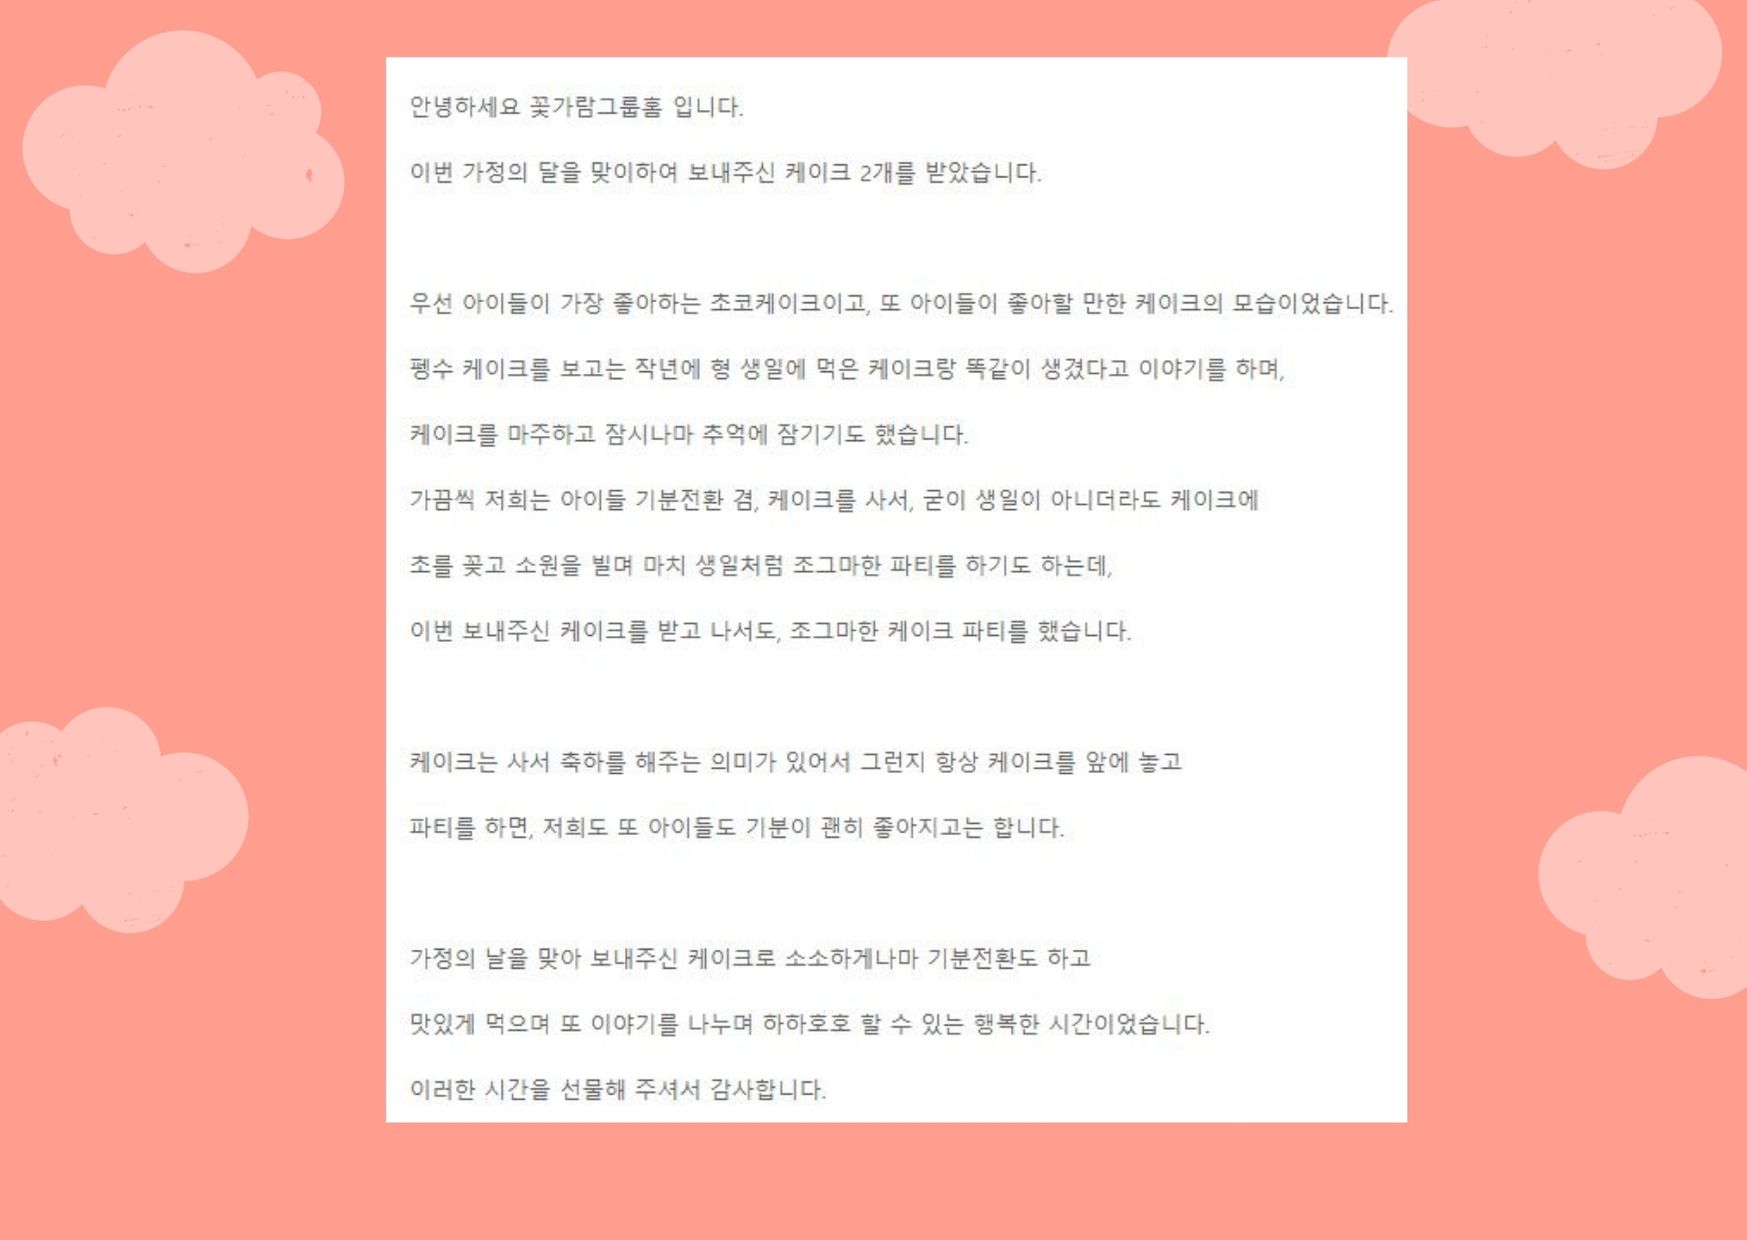 안녕하세요 꽃가람그룹홈 입니다.
이번 가정의 달을 맞이하여 보내주신 케이크 2개를 받았습니다.
우선 아이들이 가장 좋아하는 초코케이크이고, 또 아이들이 좋아할 만한 케이크의 모습이었습니다.
펭수 케이크를 보고는 작년에 형 생일에 먹은 케이크랑 똑같이 생겼다고 이야기를 하며,
케이크를 마주하고 잠시나마 추억에 잠기기도 했습니다.
가끔씩 저희는 아이들 기분전환 겸, 케이크를 사서, 굳이 생일이 아니더라도 케이크에
초를 꽂고 소원을 빌며 마치 생일처럼 조그마한 파티를 하기도 하는데,
이번 보내주신 케이크를 받고 나서도, 조그마한 케이크 파티를 했습니다.
케이크는 사서 축하를 해주는 의미가 있어서 그런지 항상 케이크를 앞에 놓고
파티를 하면, 저희도 또 아이들도 기분이 괜히 좋아지고는 합니다.
가정의 날을 맞아 보내주신 케이크로 소소하게나마 기분전환도 하고
맛있게 먹으며 또 이야기를 나누며 하하호호 할 수 있는 행복한 시간이었습니다.
이러한 시간을 선물해 주셔서 감사합니다.